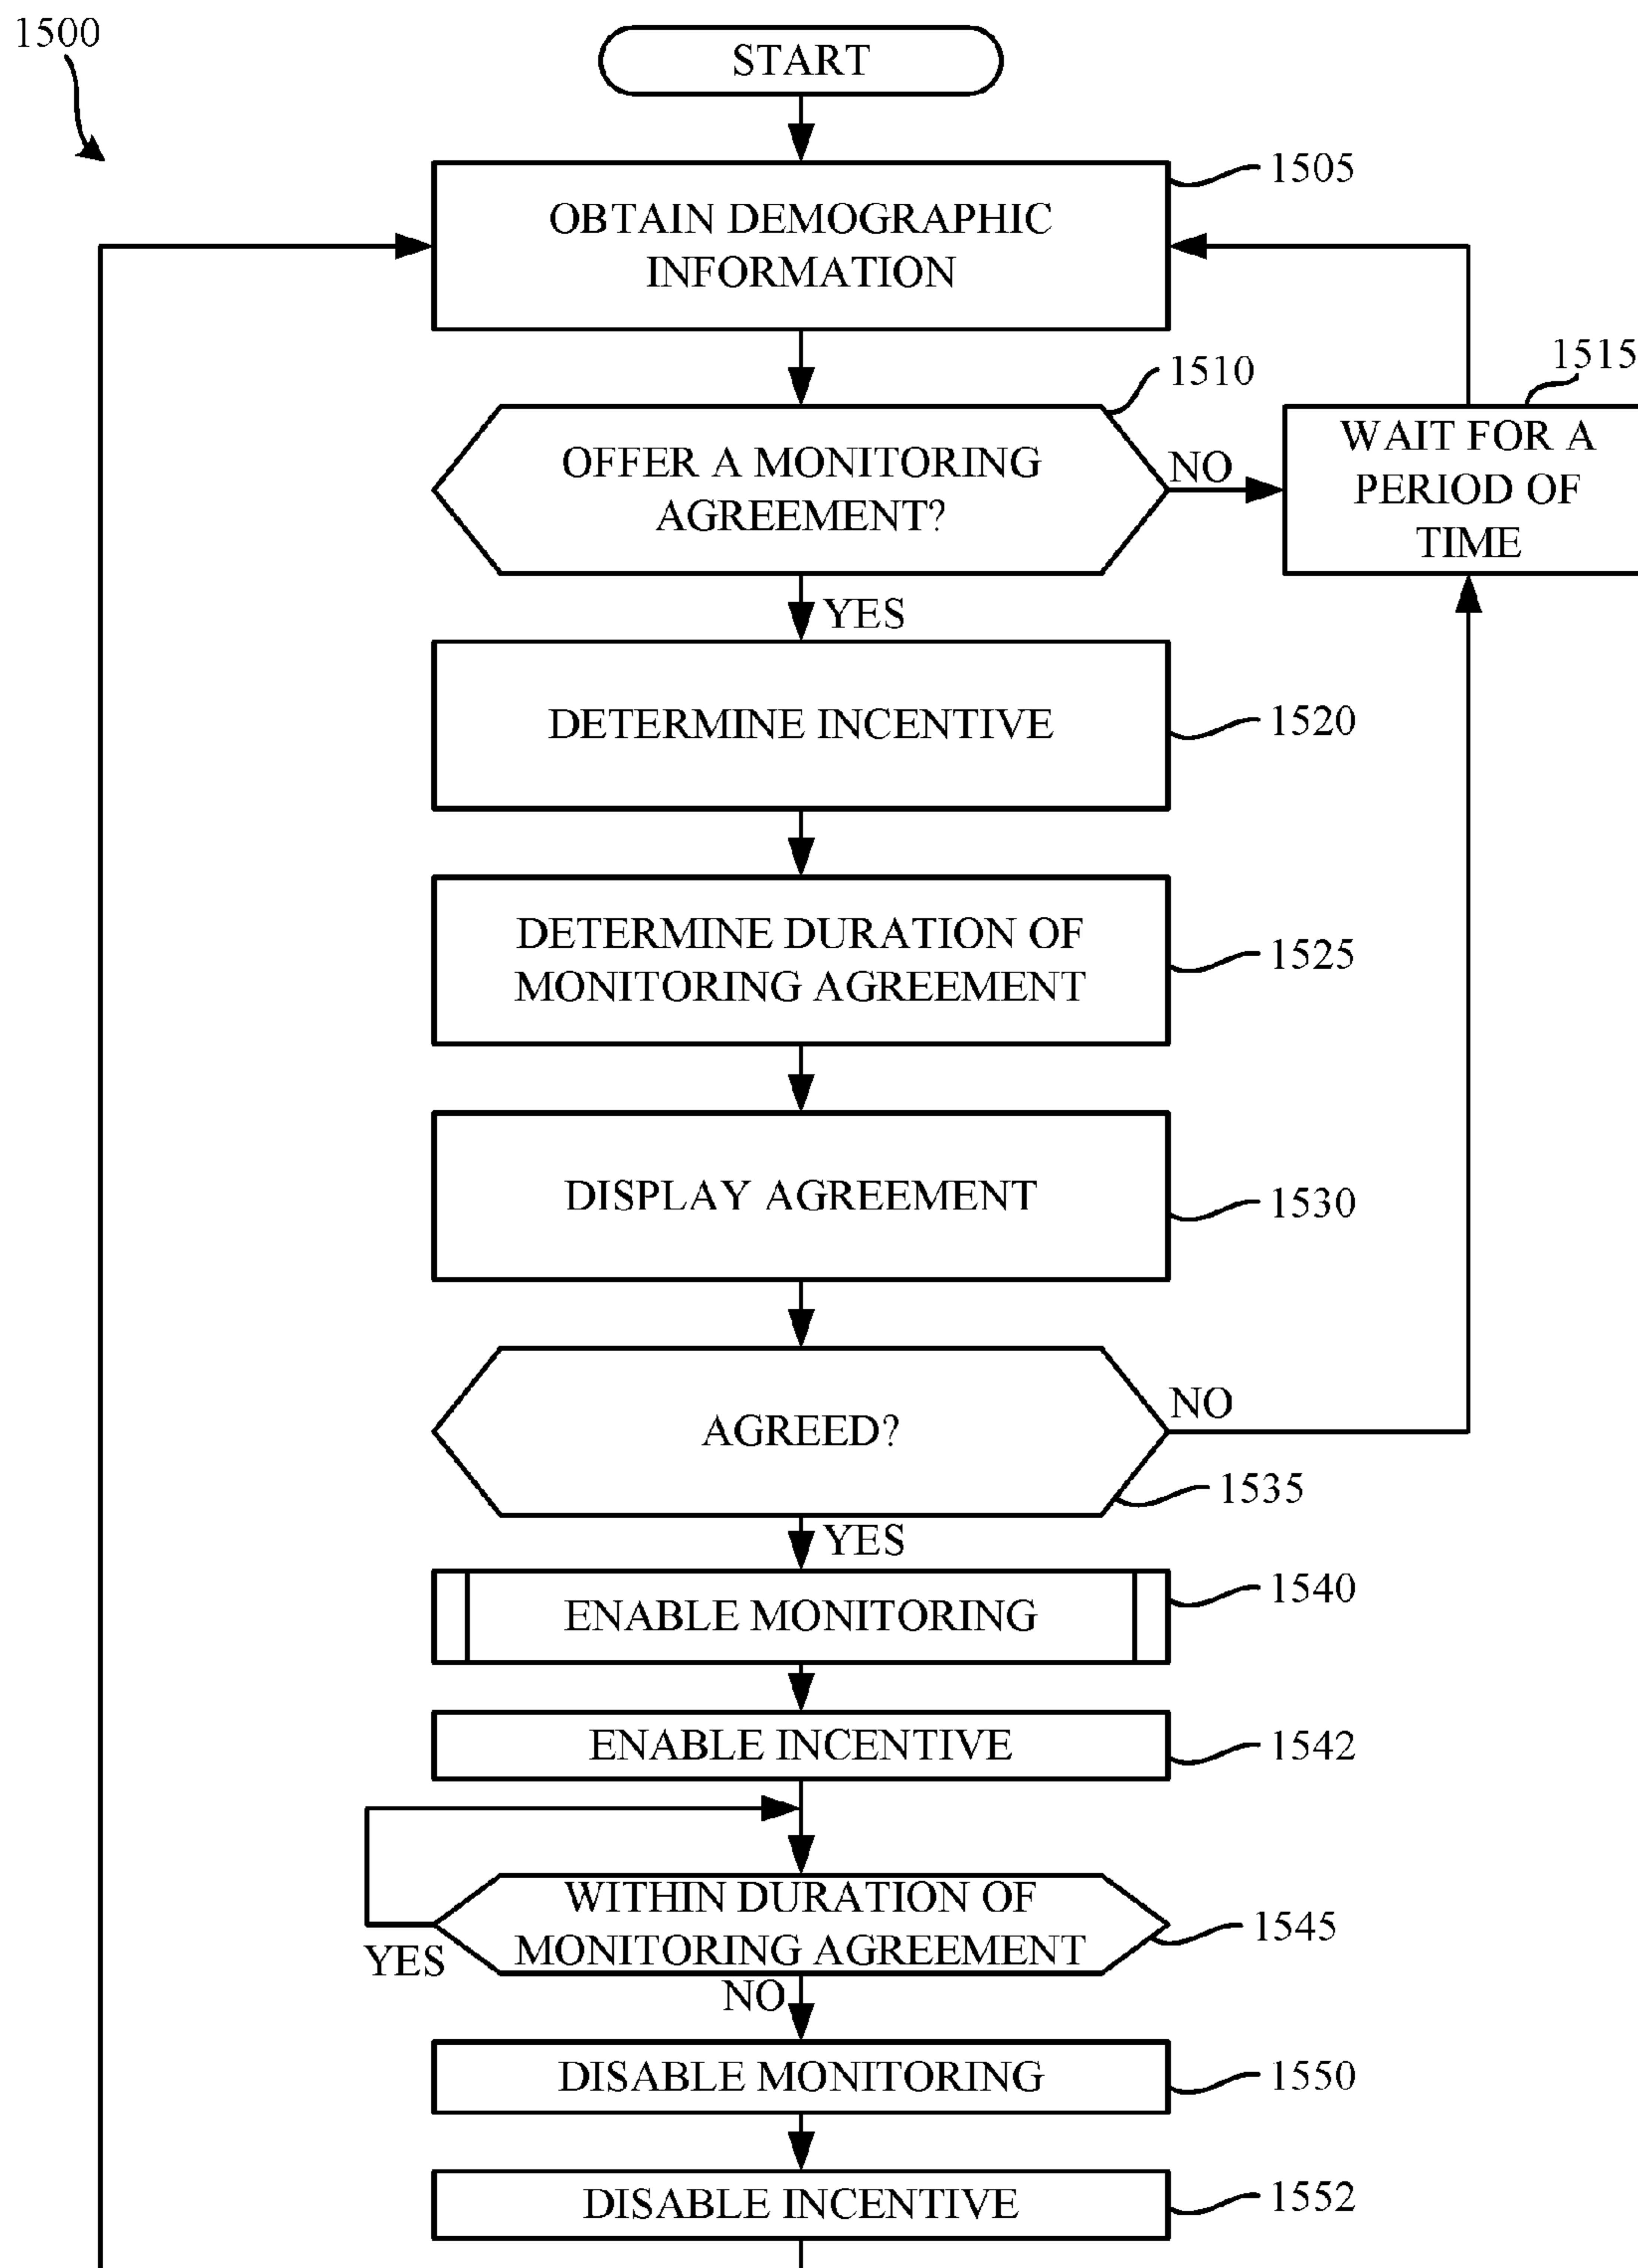 1500
START
1505
OBTAIN DEMOGRAPHIC
INFORMATION
1510
1515
OFFER A MONITORING
AGREEMENT?
NO
WAIT FOR A
PERIOD OF
TIME
YES
DETERMINE INCENTIVE
1520
DETERMINE DURATION OF
MONITORING AGREEMENT
1525
DISPLAY AGREEMENT
1530
AGREED?
NO
1535
YES
ENABLE MONITORING
1540
ENABLE INCENTIVE
1542
WITHIN DURATION OF
MONITORING AGREEMENT
1545
YES
NO
DISABLE MONITORING
1550
DISABLE INCENTIVE
1552